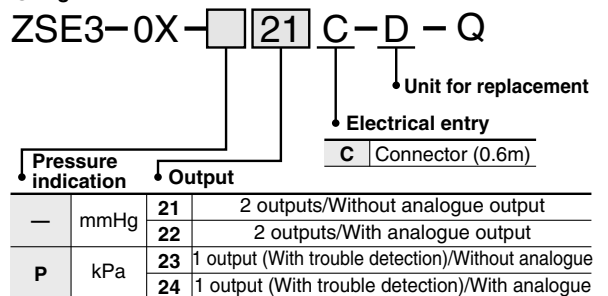 ZSE3-0X- 21 C-D-Q
Unit for replacement
Electrical entry
C Connector (0.6m)
Pressure indication
Output
— mmHg 21 2 outputs/Without analogue output
22 2 outputs/With analogue output
P kPa 23 1 output (With trouble detection)/Without analogue
24 1 output (With trouble detection)/With analogue